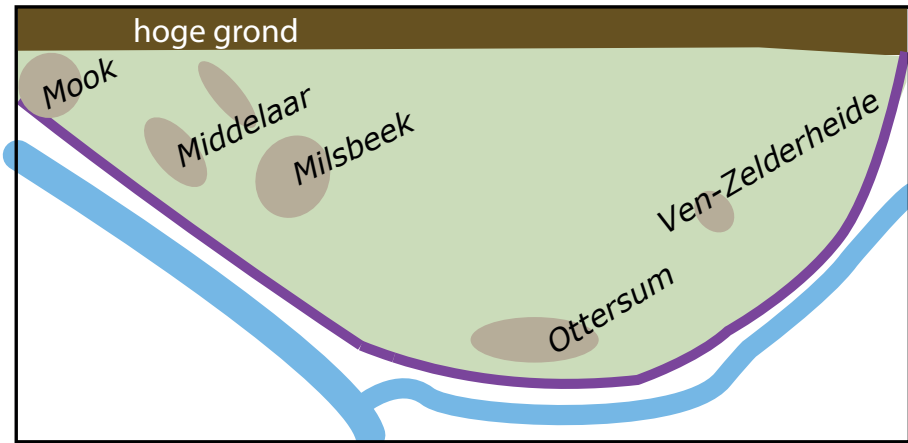 hoge grond
Mook
Middelaar
Milsbeek
Ven-Zelderheide
Ottersum